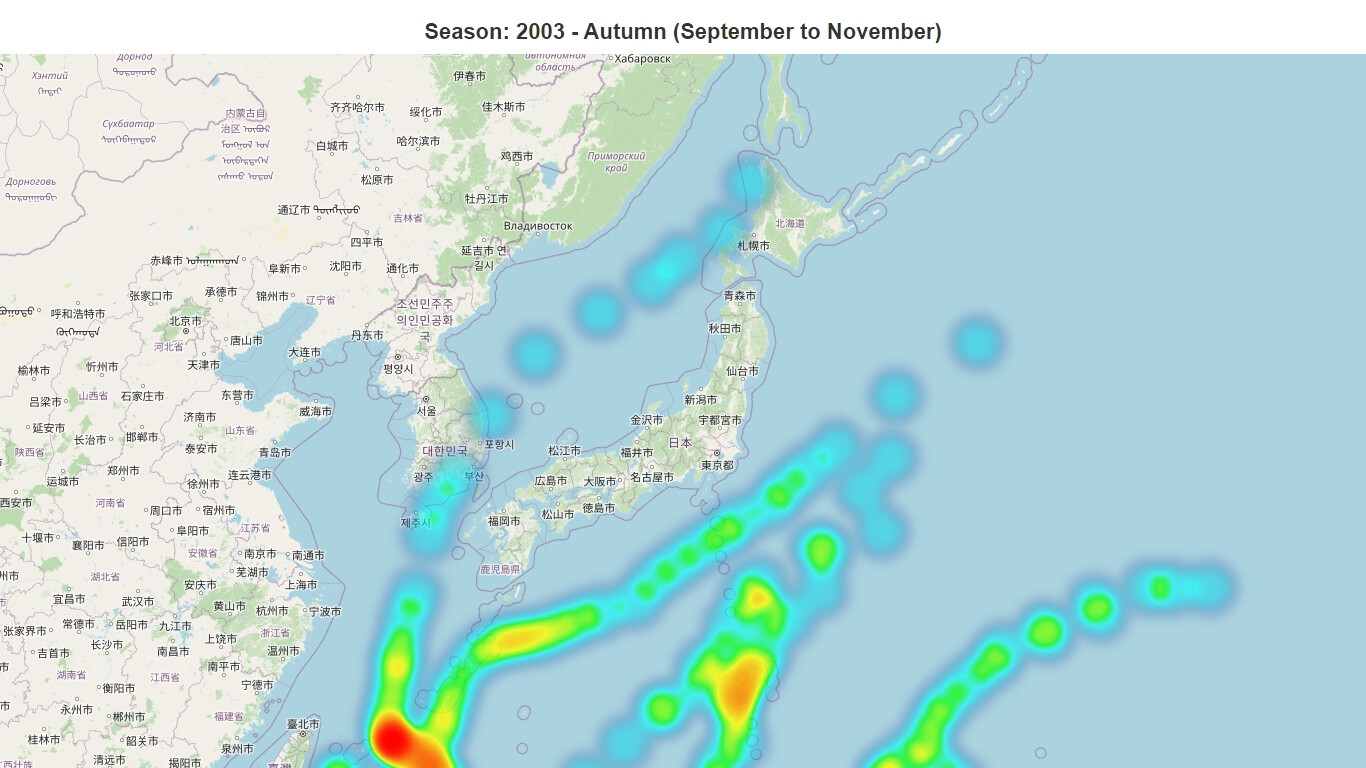 Season: 2003 - Autumn (September to November)
Дорнод
Хэнтий
Сүхбаатар
Дорноговь
автономная
область
Хабаровск
伊春市
齐齐哈尔市
绥化市
佳木斯市
内蒙古自
治区
白城市
哈尔滨市
鸡西市
Приморский
край
松原市
牡丹江市
通辽市
吉林省
Владивосток
四平市
延吉市 연
길시
赤峰市
阜新市
沈阳市
通化市
北海道
札幌市
张家口市
承德市
锦州市
辽宁省
조선민주주
의인민공화
국
青森市
呼和浩特市
北京市
丹东市
秋田市
河北省
唐山市
大连市
평양시
榆林市
忻州市
天津市
仙台市
吕梁市
山西省
石家庄市
东营市
威海市
서울
新潟市
延安市
长治市
邯郸市
济南市
山东省
金沢市
宇都宮市
陕西省
泰安市
青岛市
대한민국
포항시
松江市
福井市
日本
東京都
运城市
郑州市
徐州市
连云港市
광주
부산
広島市
大阪市
名古屋市
西安市
河南省
周口市
宿州市
제주시
福岡市
松山市
徳島市
十堰市
襄阳市
信阳市
阜阳市
江苏省
安徽省
南京市
南通市
鹿児島県
州市
湖北省
安庆市
芜湖市
上海市
宜昌市
武汉市
黄山市
杭州市
宁波市
张家界市
常德市
岳阳市
九江市
浙江省
吉首市
长沙市
南昌市
上饶市
温州市
湖南省
江西省
南平市
衡阳市
宁德市
永州市
郴州市
福建省
臺北市
桂林市
韶关市
泉州市
清远市
揭阳市